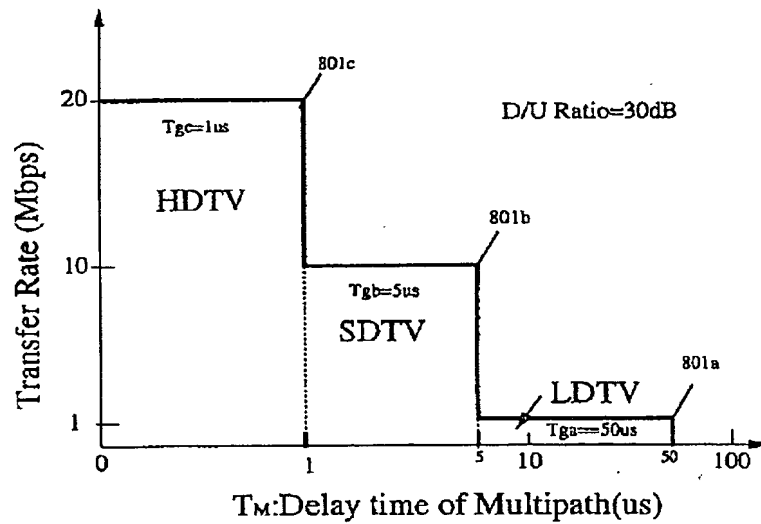 801c
20
D/U Ratio=30dB
Tgc=1us
HDTV
801b
10
Tgb=5us
SDTV
801a
LDTV
1
Tga=50us
0 1 5 10 50 100
Transfer Rate (Mbps)
TM:Delay time of Multipath(us)